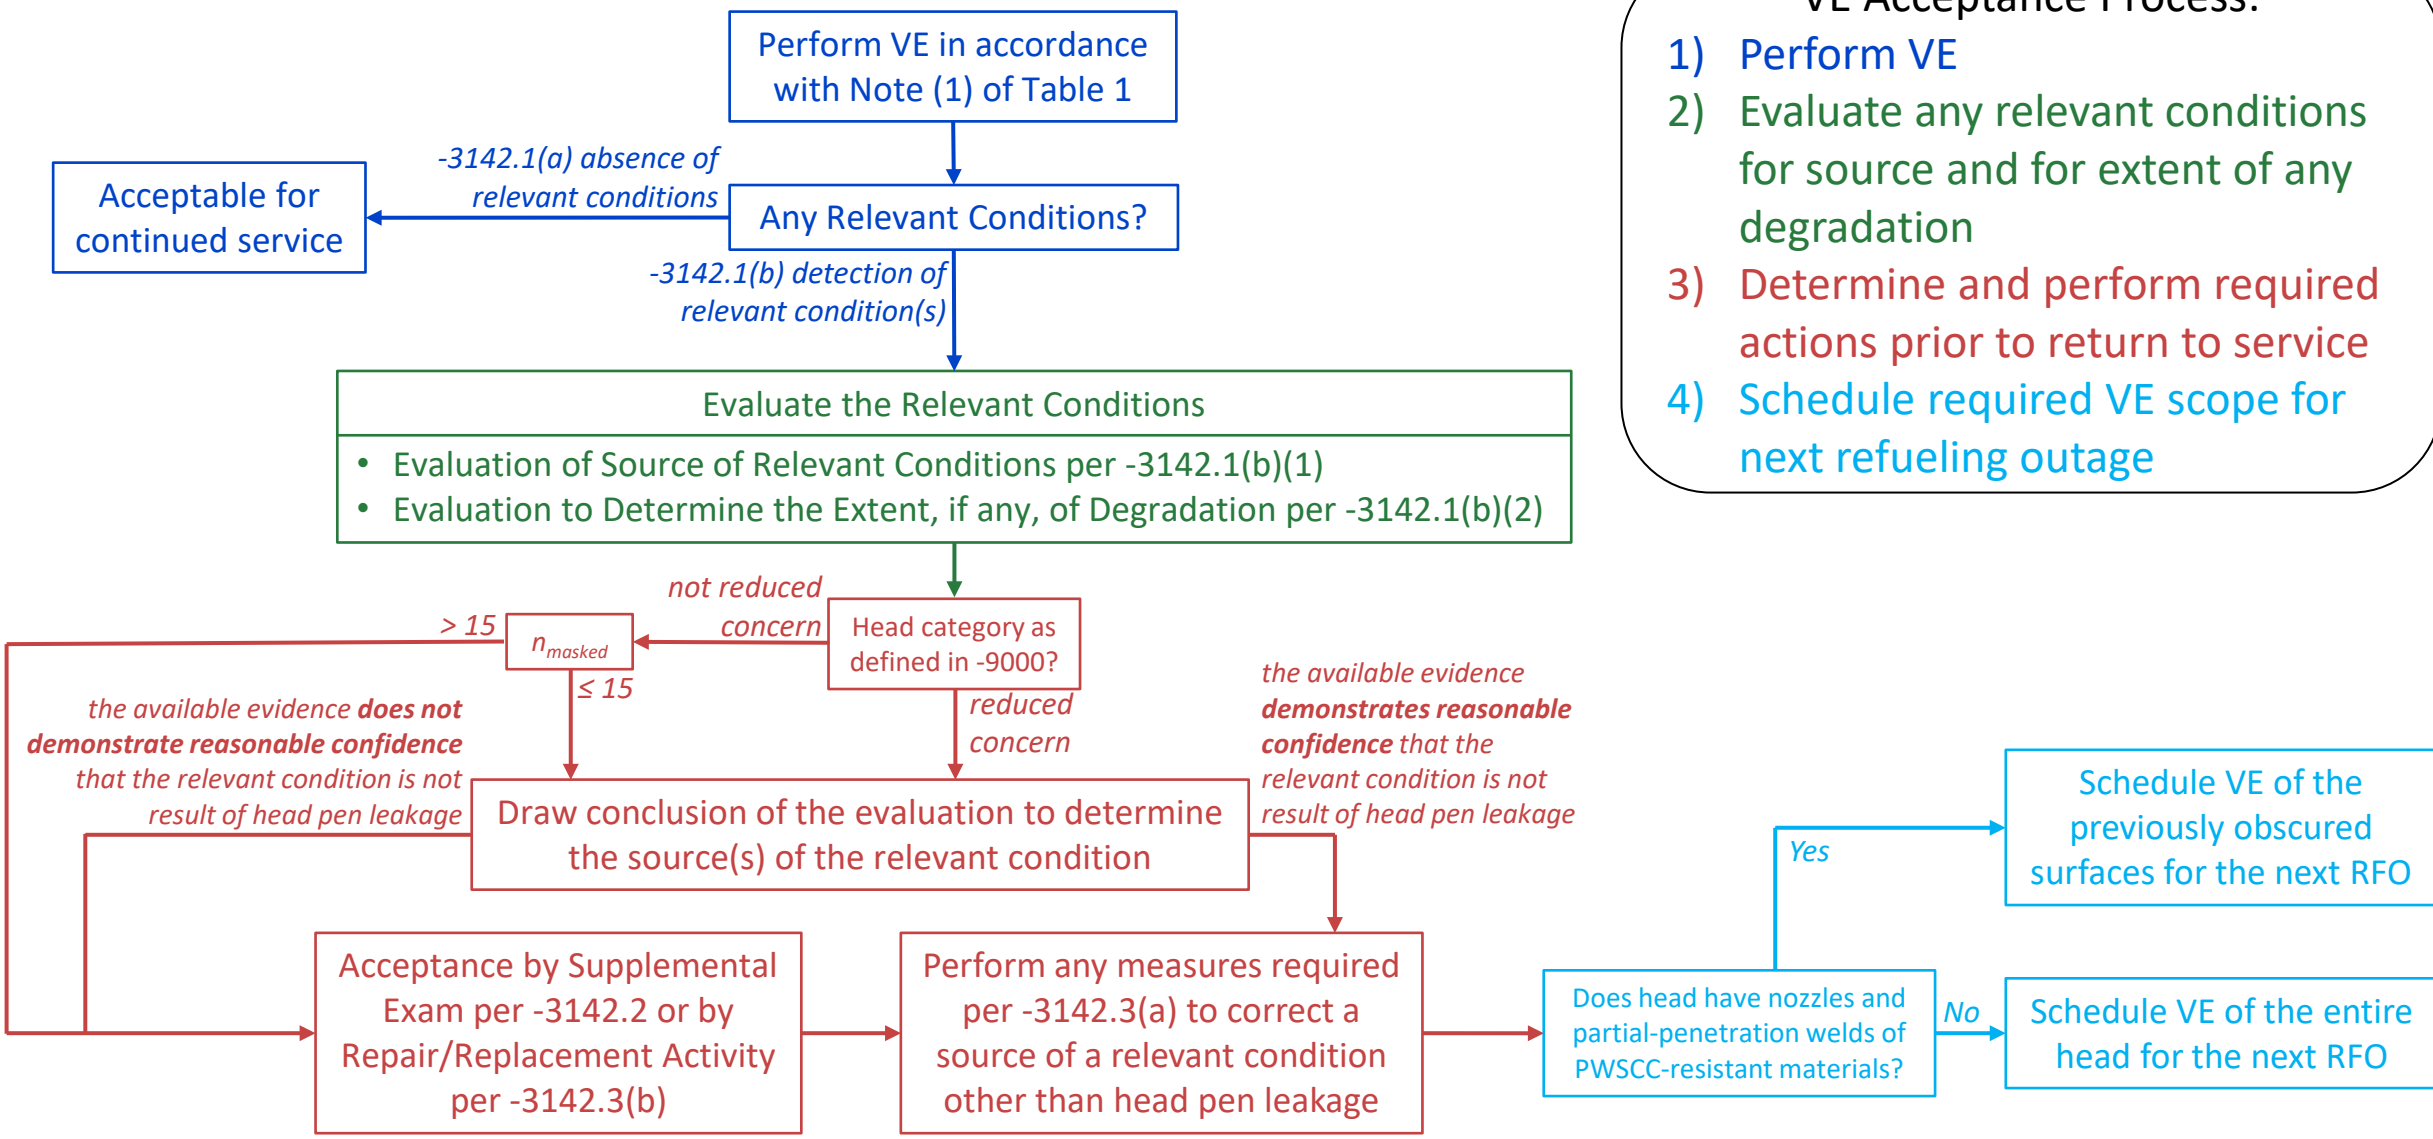 VE Acceptance Process:
1) Perform VE
2) Evaluate any relevant conditions
for source and for extent of any
degradation
3) Determine and perform required
actions prior to return to service
4) Schedule required VE scope for
next refueling outage
Perform VE in accordance
with Note (1) of Table 1
-3142.1(a) absence of
relevant conditions
Acceptable for
continued service
Any Relevant Conditions?
-3142.1(b) detection of
relevant condition(s)
Evaluate the Relevant Conditions
• Evaluation of Source of Relevant Conditions per -3142.1(b)(1)
• Evaluation to Determine the Extent, if any, of Degradation per -3142.1(b)(2)
not reduced
concern
Head category as
defined in -9000?
> 15
nmasked
≤ 15
reduced
concern
the available evidence does not
demonstrate reasonable confidence
that the relevant condition is not
result of head pen leakage
the available evidence
demonstrates reasonable
confidence that the
relevant condition is not
result of head pen leakage
Draw conclusion of the evaluation to determine
the source(s) of the relevant condition
Acceptance by Supplemental
Exam per -3142.2 or by
Repair/Replacement Activity
per -3142.3(b)
Perform any measures required
per -3142.3(a) to correct a
source of a relevant condition
other than head pen leakage
Does head have nozzles and
partial-penetration welds of
PWSCC-resistant materials?
Yes
Schedule VE of the
previously obscured
surfaces for the next RFO
No
Schedule VE of the entire
head for the next RFO